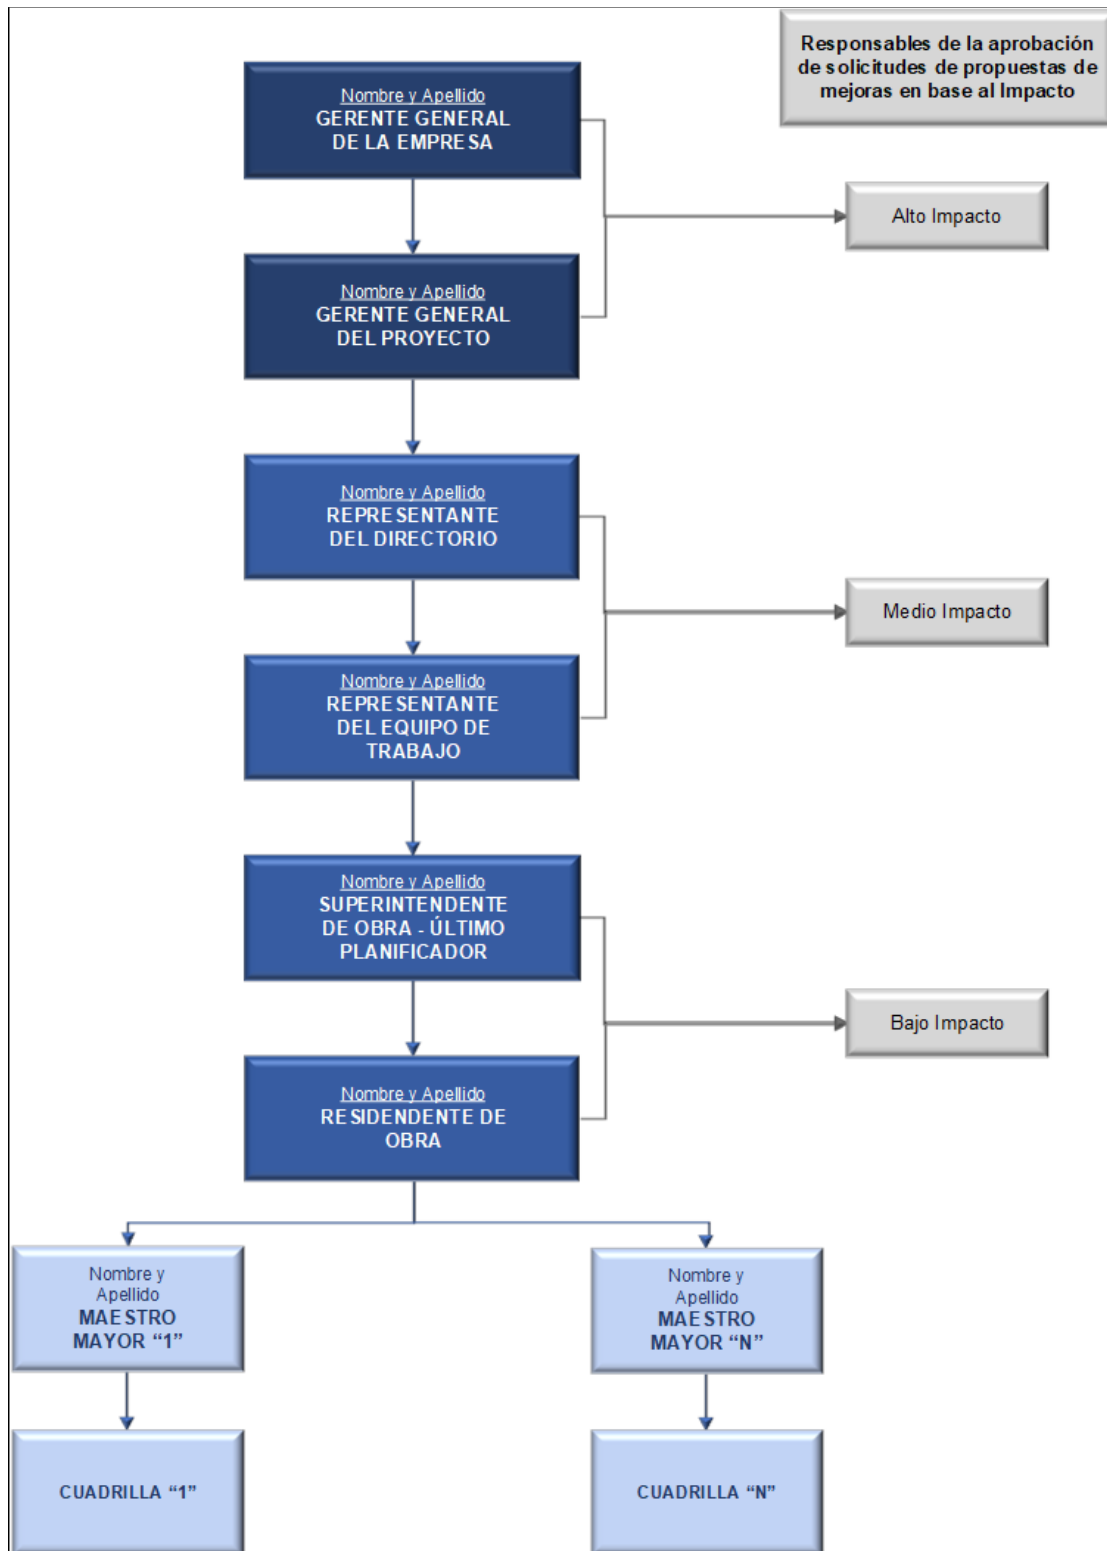 Responsables de la aprobación
de solicitudes de propuestas de
mejoras en base al Impacto
Nombre y Apellido
GERENTE GENERAL
DE LA EMPRESA
Alto Impacto
Nombre y Apellido
GERENTE GENERAL
DEL PROYECTO
Nombre y Apellido
REPRESENTANTE
DEL DIRECTORIO
Medio Impacto
Nombre y Apellido
REPRESENTANTE
DEL EQUIPO DE
TRABAJO
Nombre y Apellido
SUPERINTENDENTE
DE OBRA - ÚLTIMO
PLANIFICADOR
Bajo Impacto
Nombre y Apellido
RESIDENDENTE DE
OBRA
Nombre y
Apellido
MAESTRO
MAYOR “1”
Nombre y
Apellido
MAESTRO
MAYOR “N”
CUADRILLA “1”
CUADRILLA “N”